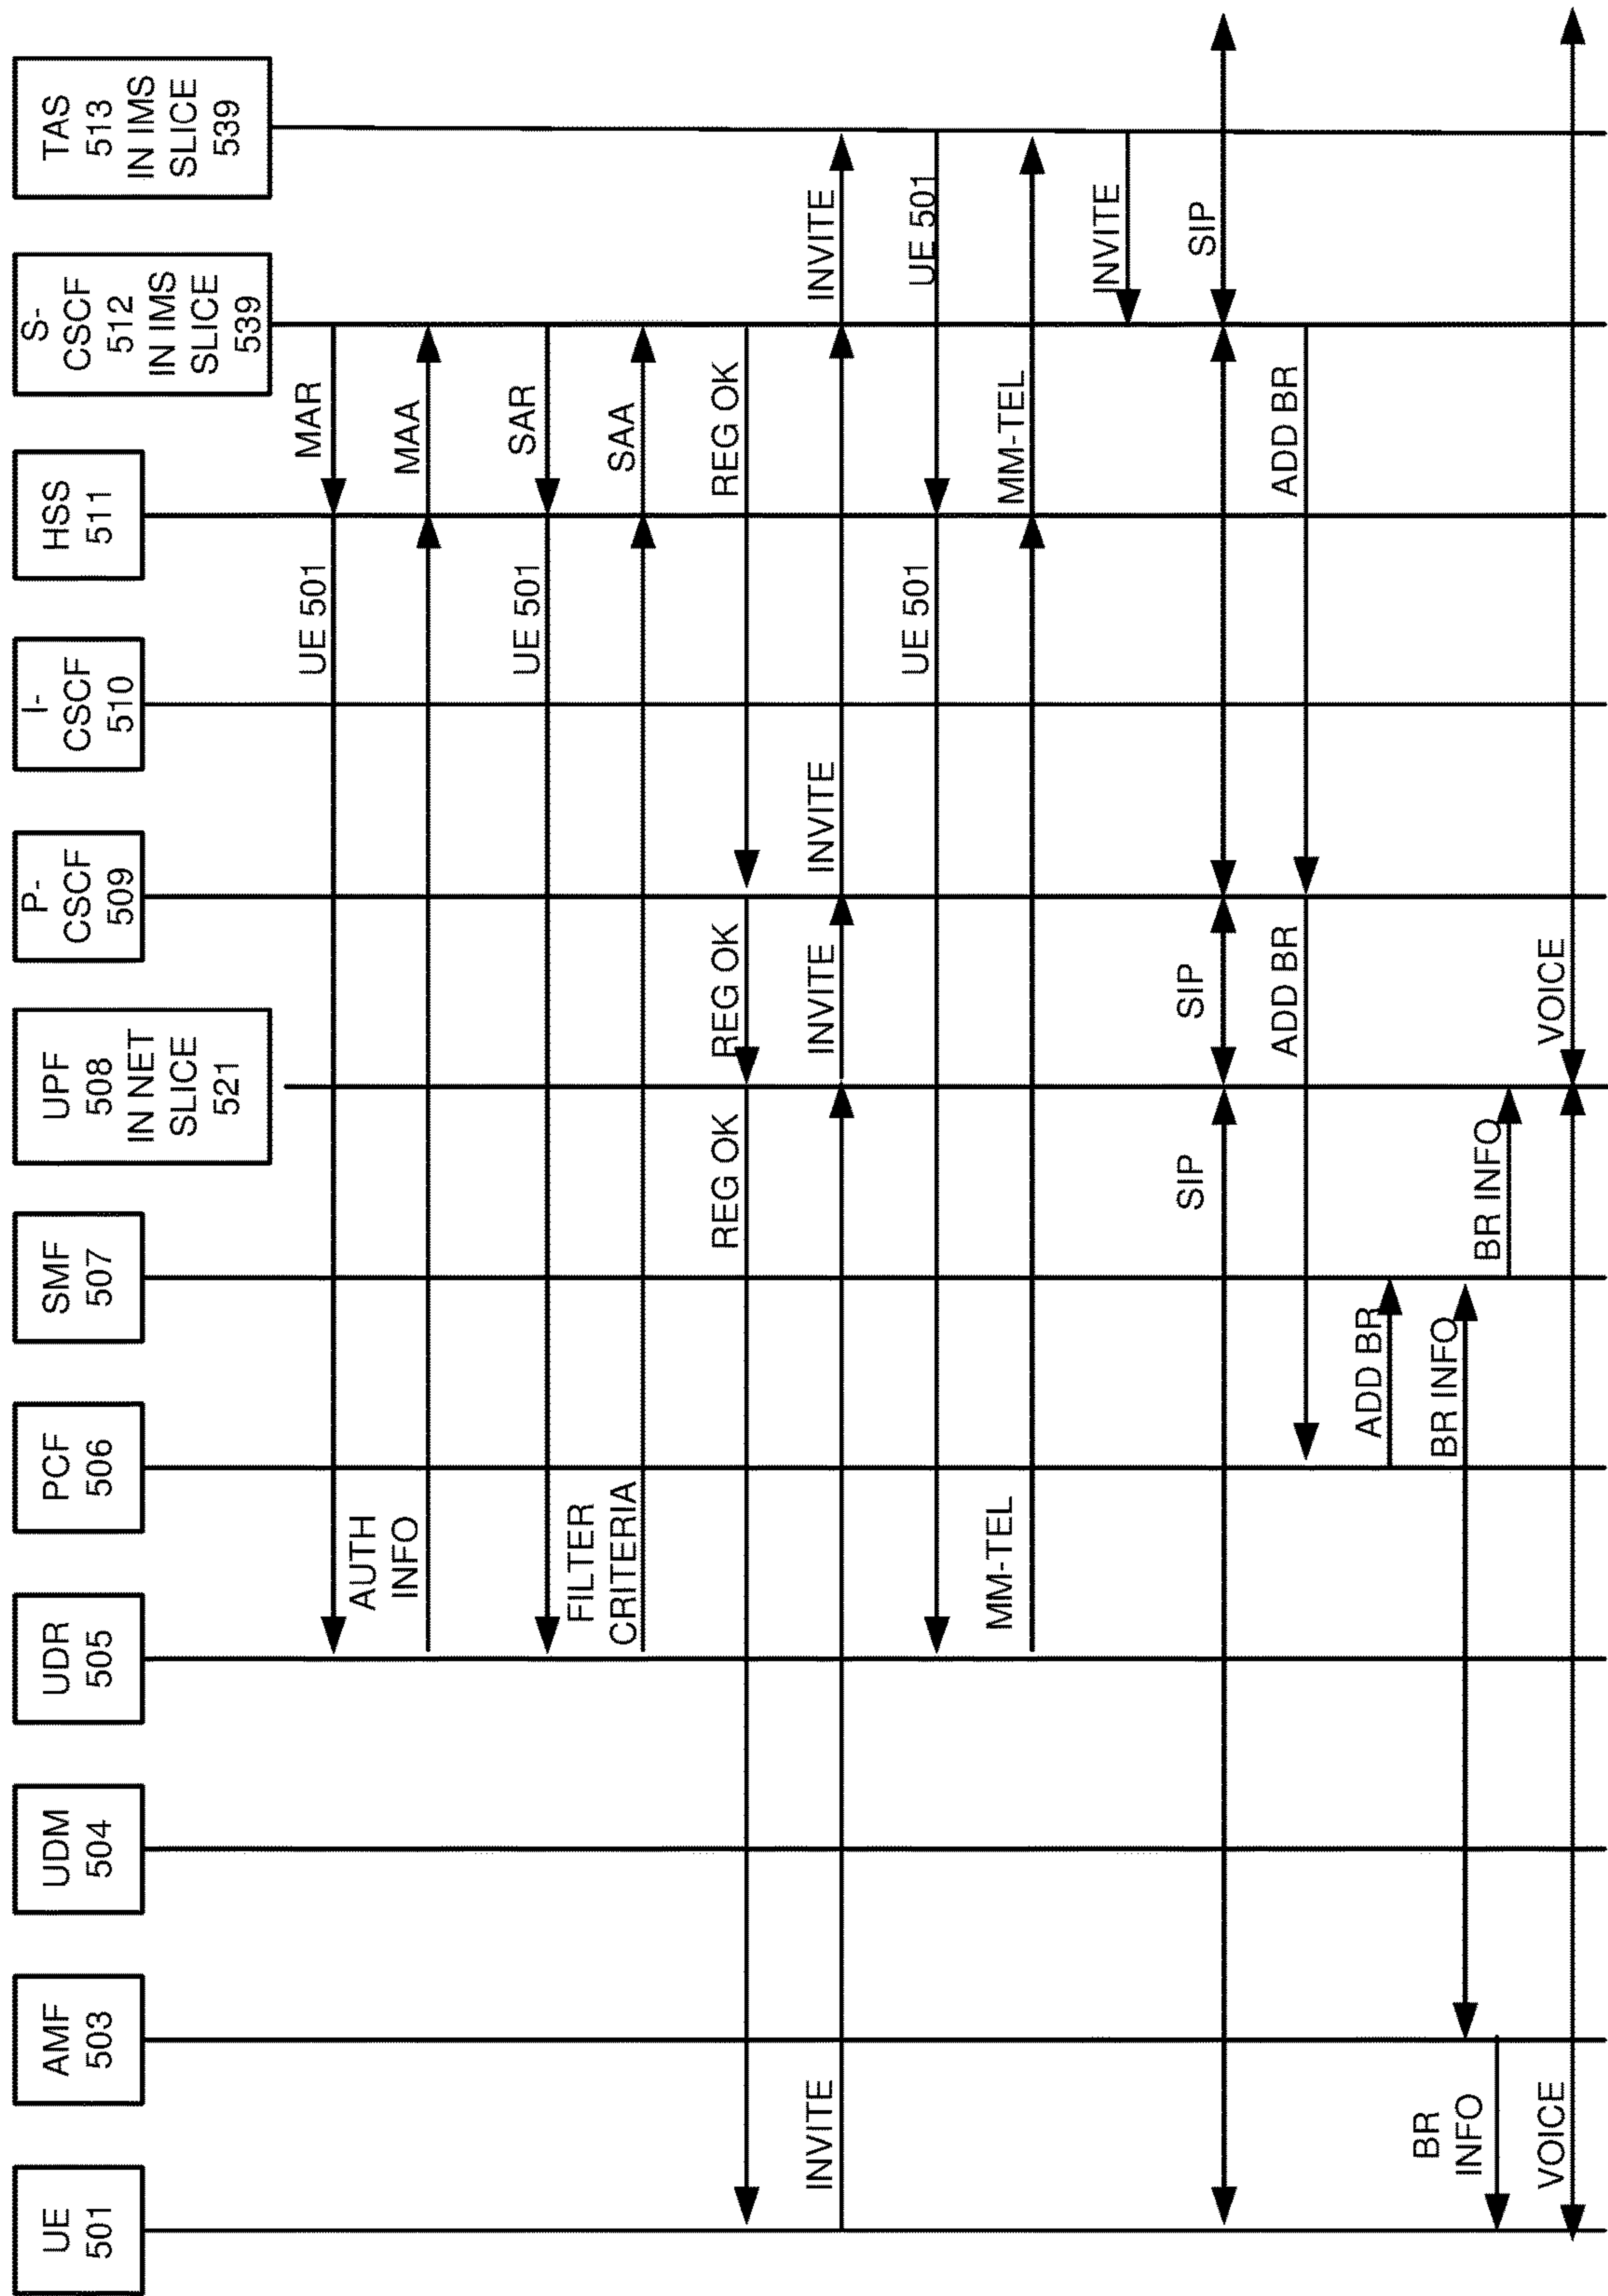 UE
501
AMF
503
UDM
504
UDR
505
PCF
506
SMF
507
UPF
508
IN NET
SLICE
521
P-
CSCF
509
I-
CSCF
510
HSS
511
S-
CSCF
512
IN IMS
SLICE
539
TAS
513
IN IMS
SLICE
539
UE 501
MAR
AUTH
INFO
MAA
UE 501
SAR
FILTER
CRITERIA
SAA
REG OK
REG OK
REG OK
INVITE
INVITE
INVITE
INVITE
UE 501
UE 501
MM-TEL
MM-TEL
INVITE
SIP
SIP
SIP
ADD BR
ADD BR
ADD BR
BR INFO
BR
INFO
BR INFO
VOICE
VOICE